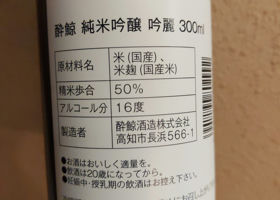 酔鯨 純米吟醸 吟麗 300ml
原材料名 米(国産)、
米麹(国産米)
精米歩合 50%
アルコール分 16度
製造者 酔鯨酒造株式会社
高知市長浜566-1
●お酒はおいしく適量を。
●飲酒は20歳になってから。
●妊娠中・授乳期の飲酒はお控え下さい。